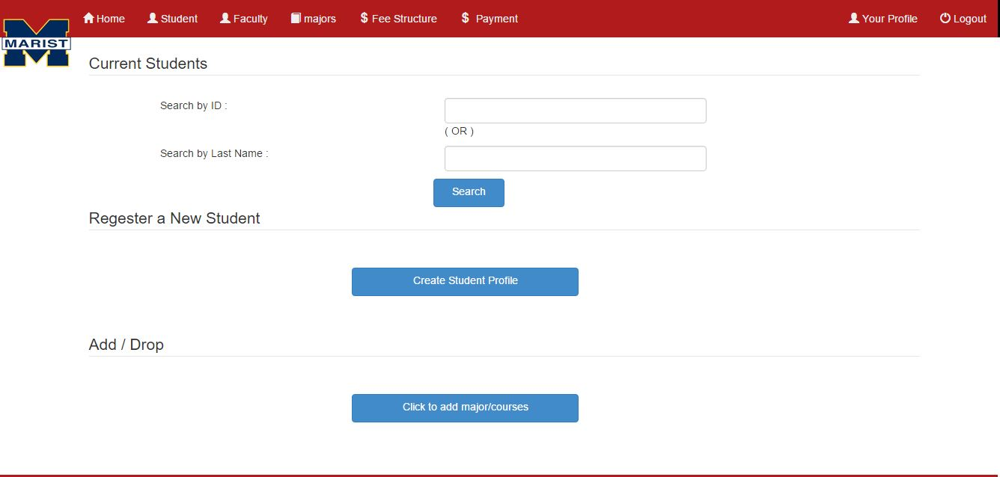 Home Student Faculty majors $ Fee Structure $ Payment Your Profile Logout
MARIST
Current Students
Search by ID :
( OR )
Search by Last Name :
Search
Regester a New Student
Create Student Profile
Add / Drop
Click to add major/courses